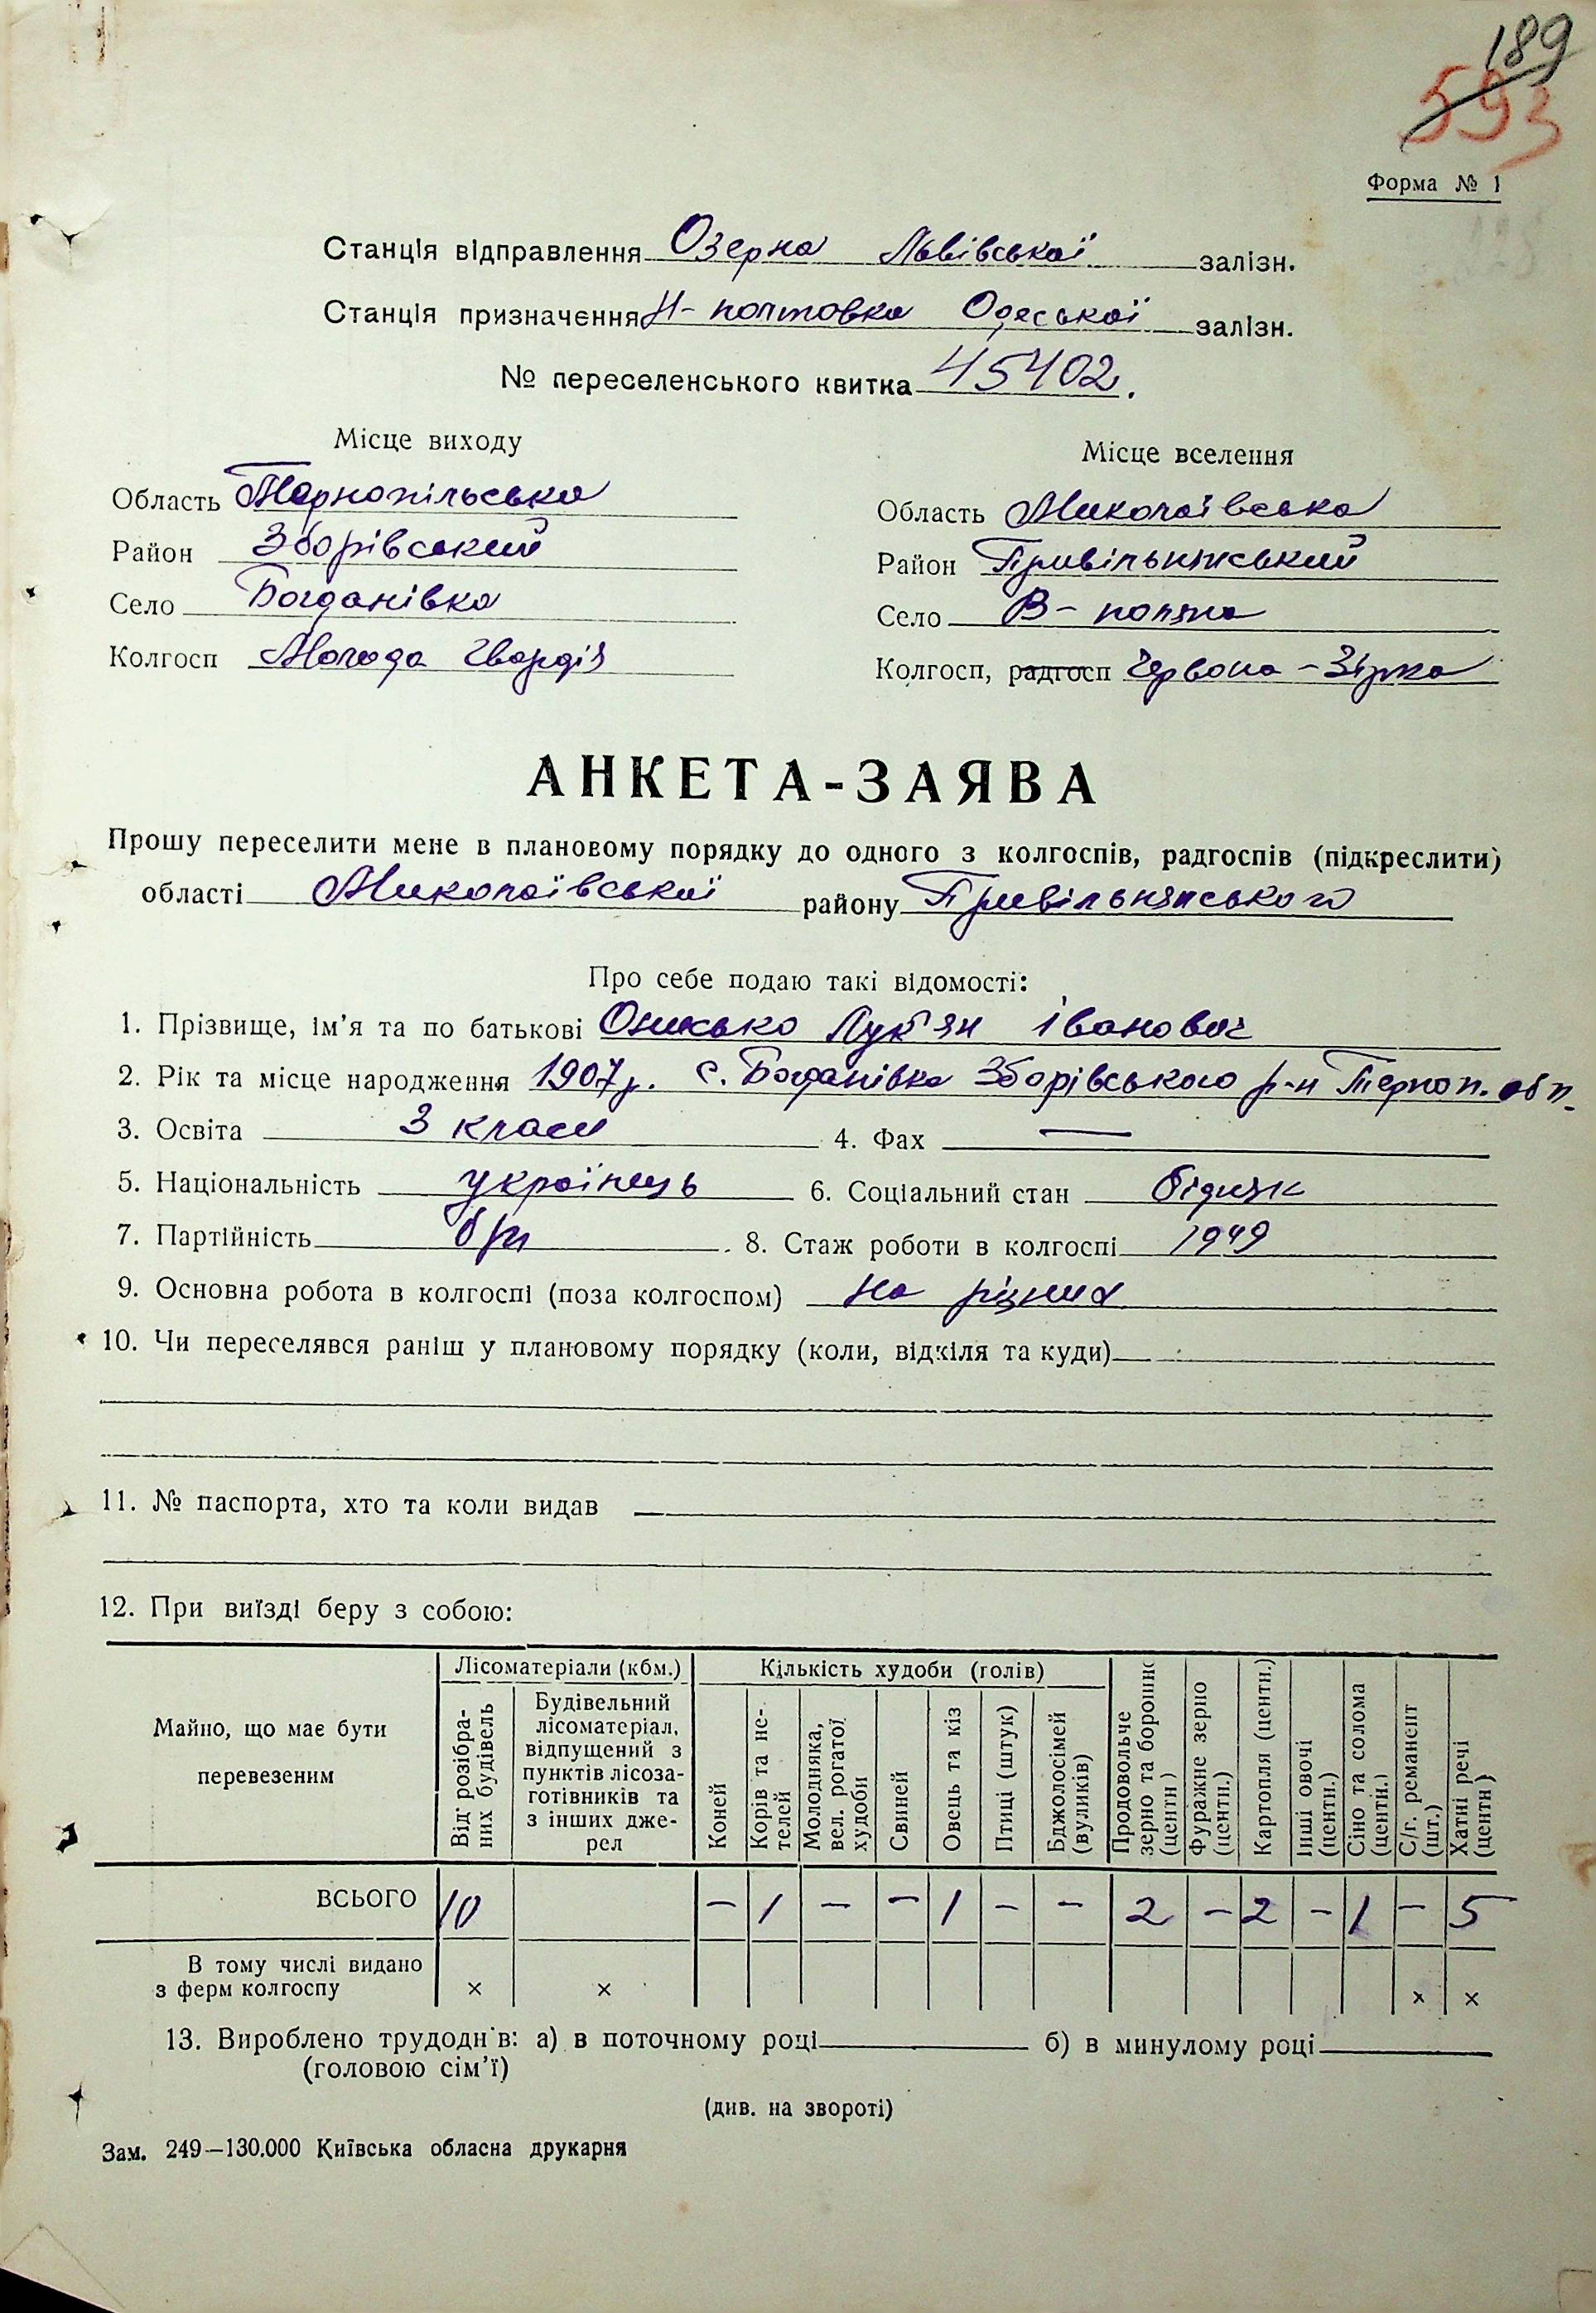 189
593
Форма № 1
Станція відправлення Озерна Львівської залізн.
Станція призначення Н-полтовка Одеської залізн.
№ переселенського квитка 45402.
Місце виходу
Область Тернопільська
Район Зборівський
Село Богданівка
Колгосп Молода Гвардія
Місце вселення
Область Миколаївська
Район Привільнянський
Село В-поляна
Колгосп, радгосп Червона-Зірка
АНКЕТА-ЗАЯВА
Прошу переселити мене в плановому порядку до одного з колгоспів, радгоспів (підкреслити)
області Миколаївської району Привільнянського
Про себе подаю такі відомості:
1. Прізвище, ім’я та по батькові Онисько Лук'ян Іванович
2. Рік та місце народження 1907р. с. Богданівка Зборівського р-н Терноп. обл.
3. Освіта 3 класи 4. Фах —
5. Національність українець 6. Соціальний стан бідняк
7. Партійність б/п 8. Стаж роботи в колгоспі 1949
9. Основна робота в колгоспі (поза колгоспом) на різних
10. Чи переселявся раніш у плановому порядку (коли, відкіля та куди)
11. № паспорта, хто та коли видав
12. При виїзді беру з собою:
Майно, що має бути перевезеним
Лісоматеріали (кбм.)
Від розібраних будівель
Будівельний лісоматеріал, відпущений з пунктів лісозаготівників та з інших джерел
Кількість худоби (голів)
Коней
Корів та нетелей
Молодняка, вел. рогатої худоби
Свиней
Овець та кіз
Птиці (штук)
Бджолосімей (вуликів)
Продовольче зерно та борошно (центн)
Фуражне зерно (центн.)
Картопля (центн.)
Інші овочі (центн.)
Сіно та солома (центн.)
С/г. реманент (шт.)
Хатні речі (центн)
ВСЬОГО 10 – 1 – – 1 – – 2 – 2 – 1 – 5
В тому числі видано з ферм колгоспу × × × ×
13. Вироблено трудоднів: а) в поточному році б) в минулому році
(головою сім’ї)
(див. на звороті)
Зам. 249—130.000 Київська обласна друкарня